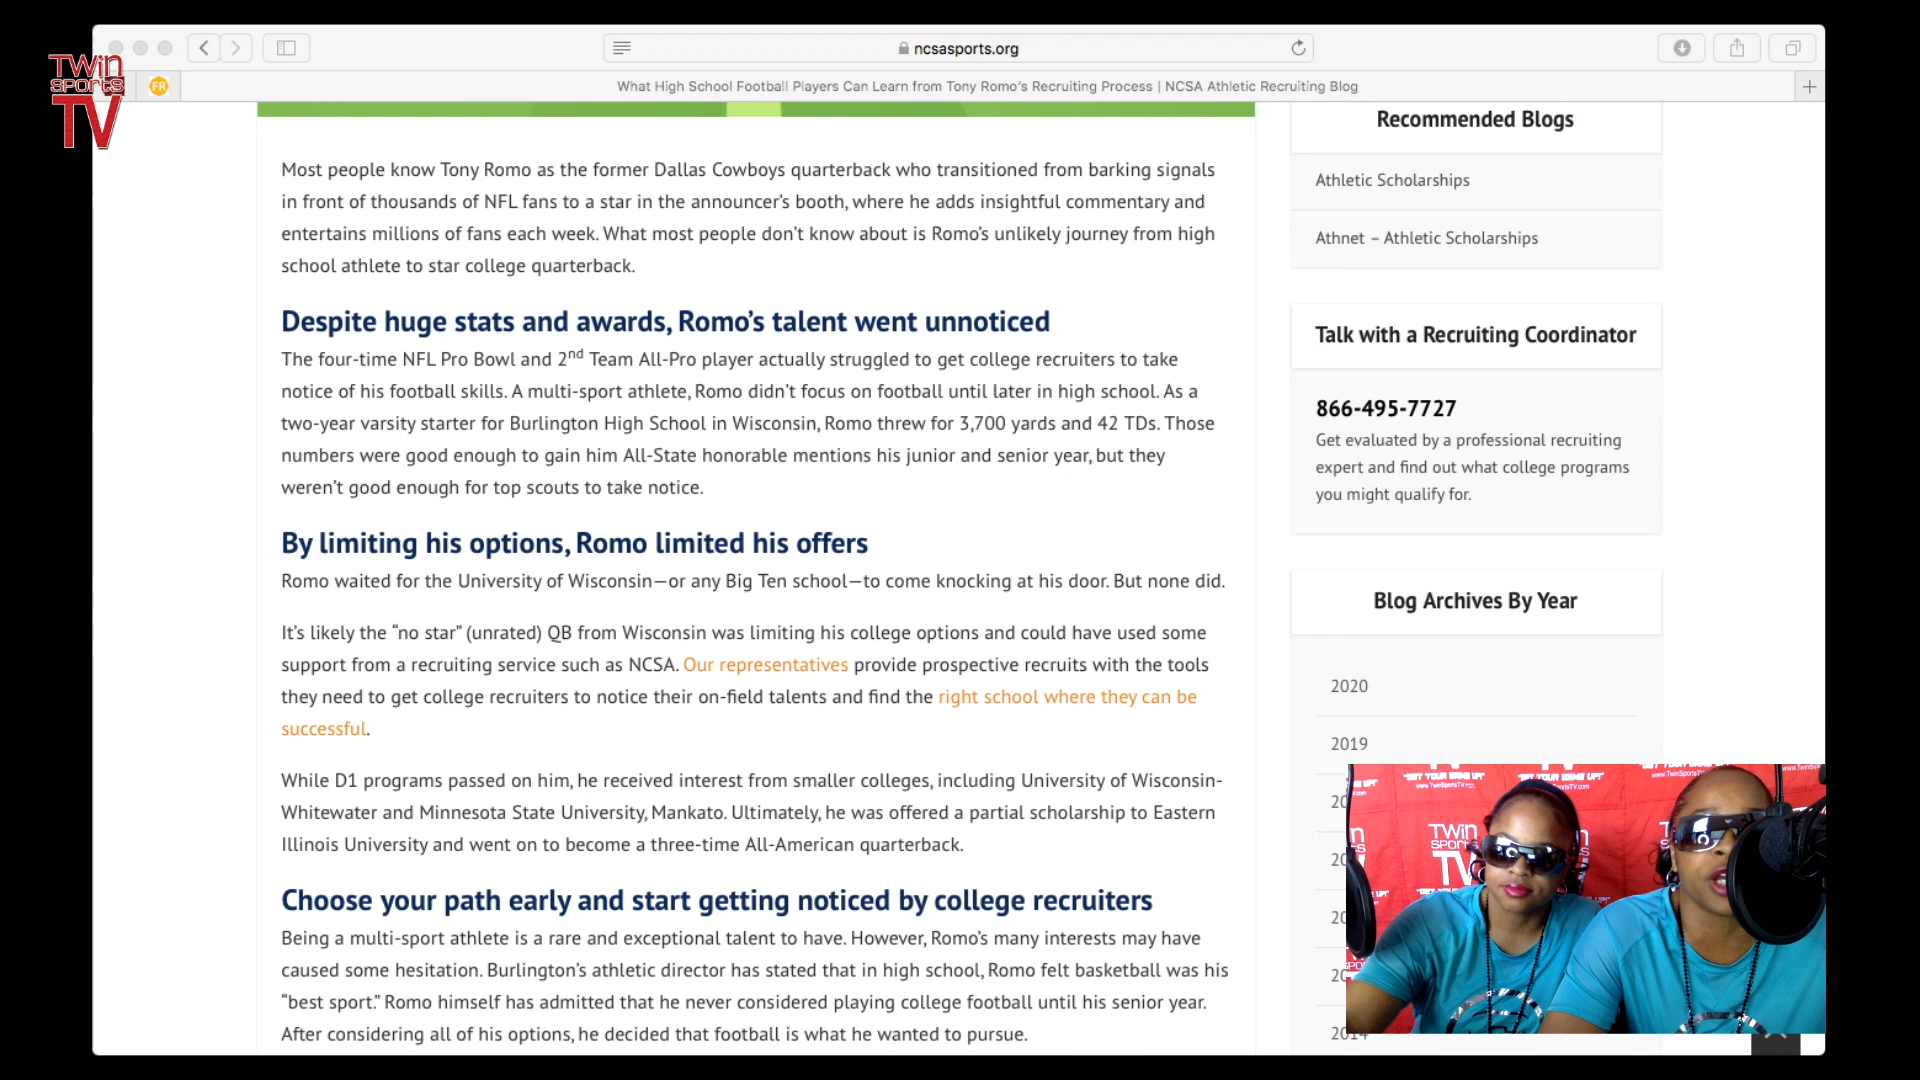 TWin
Sports
TV
FR
ncsasports.org
What High School Football Players Can Learn from Tony Romo's Recruiting Process | NCSA Athletic Recruiting Blog
Most people know Tony Romo as the former Dallas Cowboys quarterback who transitioned from barking signals
in front of thousands of NFL fans to a star in the announcer's booth, where he adds insightful commentary and
entertains millions of fans each week. What most people don't know about is Romo's unlikely journey from high
school athlete to star college quarterback.
Despite huge stats and awards, Romo's talent went unnoticed
The four-time NFL Pro Bowl and 2nd Team All-Pro player actually struggled to get college recruiters to take
notice of his football skills. A multi-sport athlete, Romo didn't focus on football until later in high school. As a
two-year varsity starter for Burlington High School in Wisconsin, Romo threw for 3,700 yards and 42 TDs. Those
numbers were good enough to gain him All-State honorable mentions his junior and senior year, but they
weren't good enough for top scouts to take notice.
By limiting his options, Romo limited his offers
Romo waited for the University of Wisconsin—or any Big Ten school—to come knocking at his door. But none did.
It's likely the "no star" (unrated) QB from Wisconsin was limiting his college options and could have used some
support from a recruiting service such as NCSA. Our representatives provide prospective recruits with the tools
they need to get college recruiters to notice their on-field talents and find the right school where they can be
successful.
While D1 programs passed on him, he received interest from smaller colleges, including University of Wisconsin-
Whitewater and Minnesota State University, Mankato. Ultimately, he was offered a partial scholarship to Eastern
Illinois University and went on to become a three-time All-American quarterback.
Choose your path early and start getting noticed by college recruiters
Being a multi-sport athlete is a rare and exceptional talent to have. However, Romo's many interests may have
caused some hesitation. Burlington's athletic director has stated that in high school, Romo felt basketball was his
"best sport." Romo himself has admitted that he never considered playing college football until his senior year.
After considering all of his options, he decided that football is what he wanted to pursue.
Recommended Blogs
Athletic Scholarships
Athnet – Athletic Scholarships
Talk with a Recruiting Coordinator
866-495-7727
Get evaluated by a professional recruiting
expert and find out what college programs
you might qualify for.
Blog Archives By Year
2020
2019
2014
"GET YOUR GAME UP!"
www.TwinSportsTV.com
TWin
Sports
TV